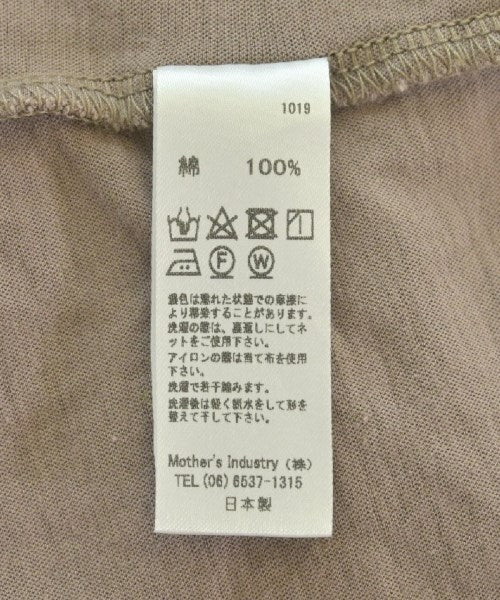 1019
綿 100%
F W
濃色は濡れた状態での摩擦に
より移染することがあります。
洗濯の際は、裏返しにしてネ
ットをご使用下さい。
アイロンの際は当て布を使用
下さい。
洗濯で若干縮みます。
洗濯後は軽く脱水をして形を
整えて干して下さい。
Mother's Industry (株)
TEL (06) 6537-1315
日本製